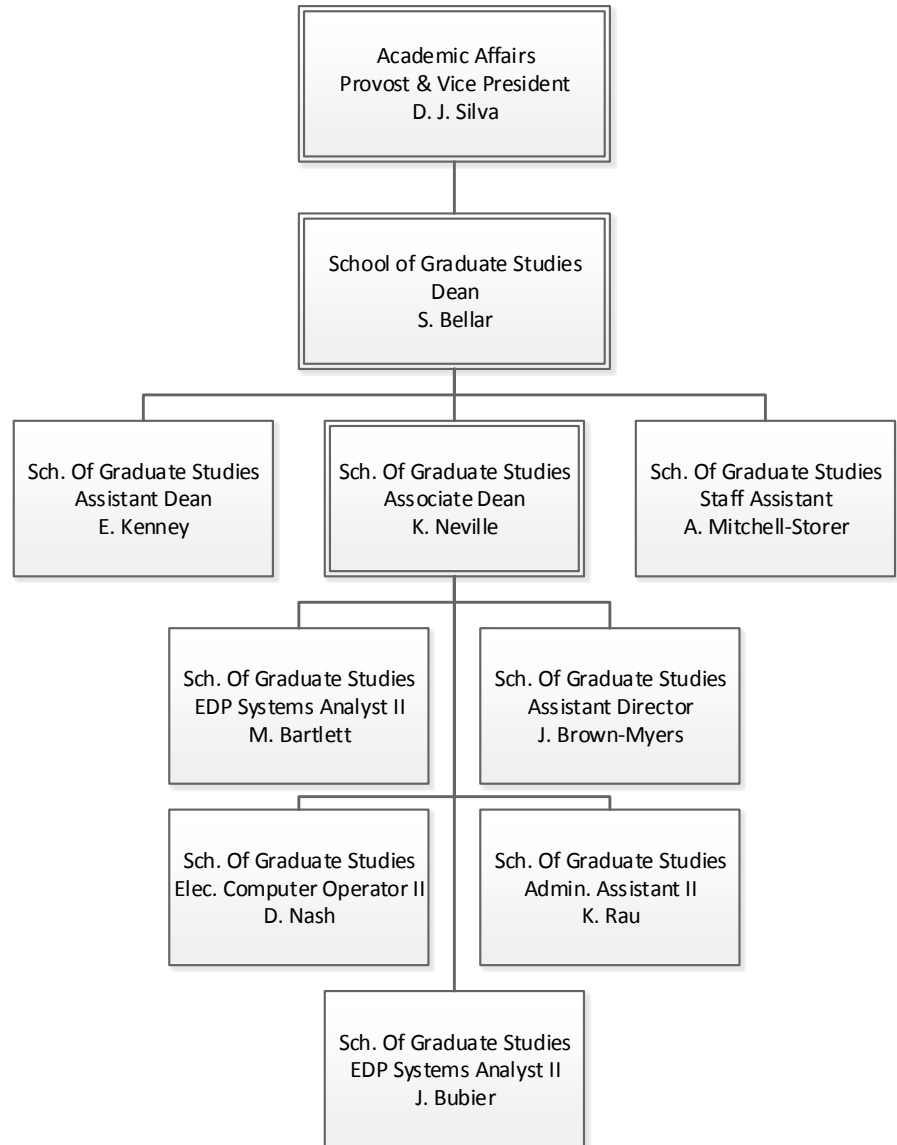 Academic Affairs
Provost & Vice President
D. J. Silva
School of Graduate Studies
Dean
S. Bellar
Sch. Of Graduate Studies
Assistant Dean
E. Kenney
Sch. Of Graduate Studies
Associate Dean
K. Neville
Sch. Of Graduate Studies
Staff Assistant
A. Mitchell-Storer
Sch. Of Graduate Studies
EDP Systems Analyst II
M. Bartlett
Sch. Of Graduate Studies
Assistant Director
J. Brown-Myers
Sch. Of Graduate Studies
Elec. Computer Operator II
D. Nash
Sch. Of Graduate Studies
Admin. Assistant II
K. Rau
Sch. Of Graduate Studies
EDP Systems Analyst II
J. Bubier